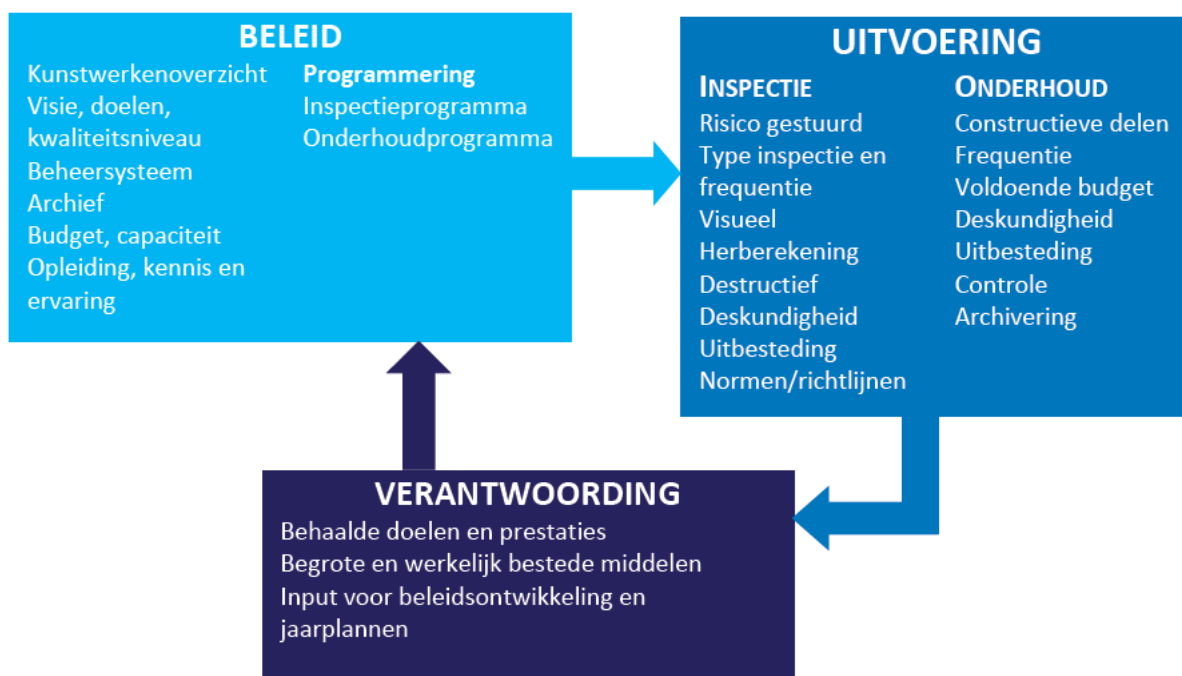 BELEID
Kunstwerkenoverzicht
Visie, doelen,
kwaliteitsniveau
Beheersysteem
Archief
Budget, capaciteit
Opleiding, kennis en
ervaring
Programmering
Inspectieprogramma
Onderhoudprogramma
UITVOERING
INSPECTIE
Risico gestuurd
Type inspectie en
frequentie
Visueel
Herberekening
Destructief
Deskundigheid
Uitbesteding
Normen/richtlijnen
ONDERHOUD
Constructieve delen
Frequentie
Voldoende budget
Deskundigheid
Uitbesteding
Controle
Archivering
VERANTWOORDING
Behaalde doelen en prestaties
Begrote en werkelijk bestede middelen
Input voor beleidsontwikkeling en
jaarplannen